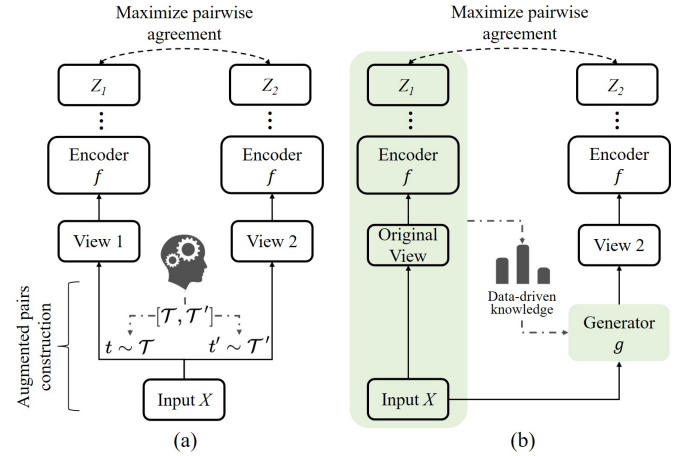 Maximize pairwise
agreement
Z₁
Z₂
Encoder
f
Encoder
f
View 1
View 2
[𝒯, 𝒯′]
t ~ 𝒯
t′ ~ 𝒯′
Augmented pairs
construction
Input X
(a)
Maximize pairwise
agreement
Z₁
Z₂
Encoder
f
Encoder
f
Original
View
View 2
Data-driven
knowledge
Generator
g
Input X
(b)